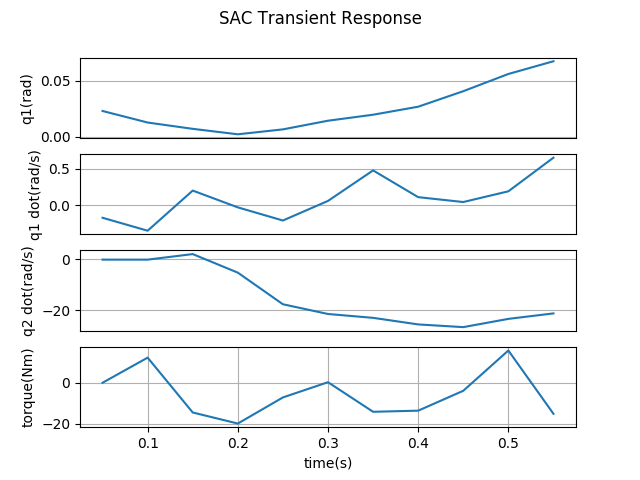 SAC Transient Response
q1(rad)
0.05
0.00
q1 dot(rad/s)
0.5
0.0
q2 dot(rad/s)
0
−20
torque(Nm)
0
−20
0.1 0.2 0.3 0.4 0.5
time(s)